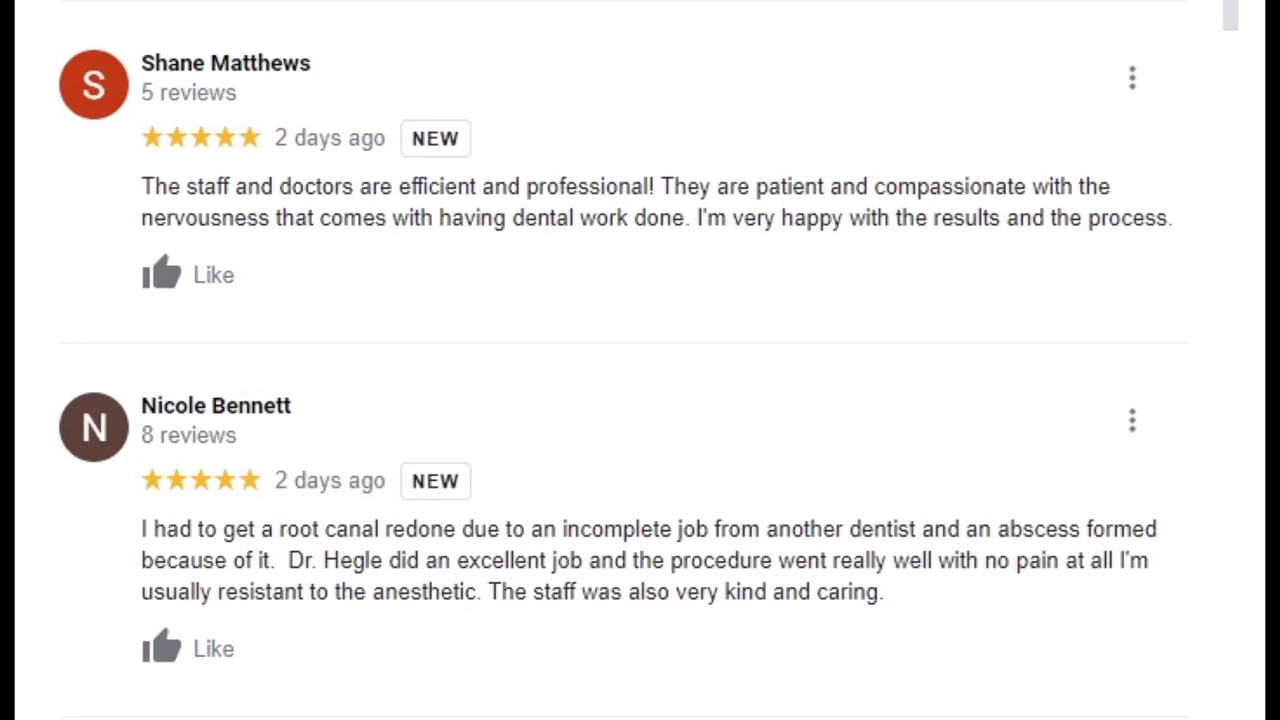 S
Shane Matthews
5 reviews
2 days ago NEW
The staff and doctors are efficient and professional! They are patient and compassionate with the
nervousness that comes with having dental work done. I'm very happy with the results and the process.
Like
N
Nicole Bennett
8 reviews
2 days ago NEW
I had to get a root canal redone due to an incomplete job from another dentist and an abscess formed
because of it.  Dr. Hegle did an excellent job and the procedure went really well with no pain at all I'm
usually resistant to the anesthetic. The staff was also very kind and caring.
Like